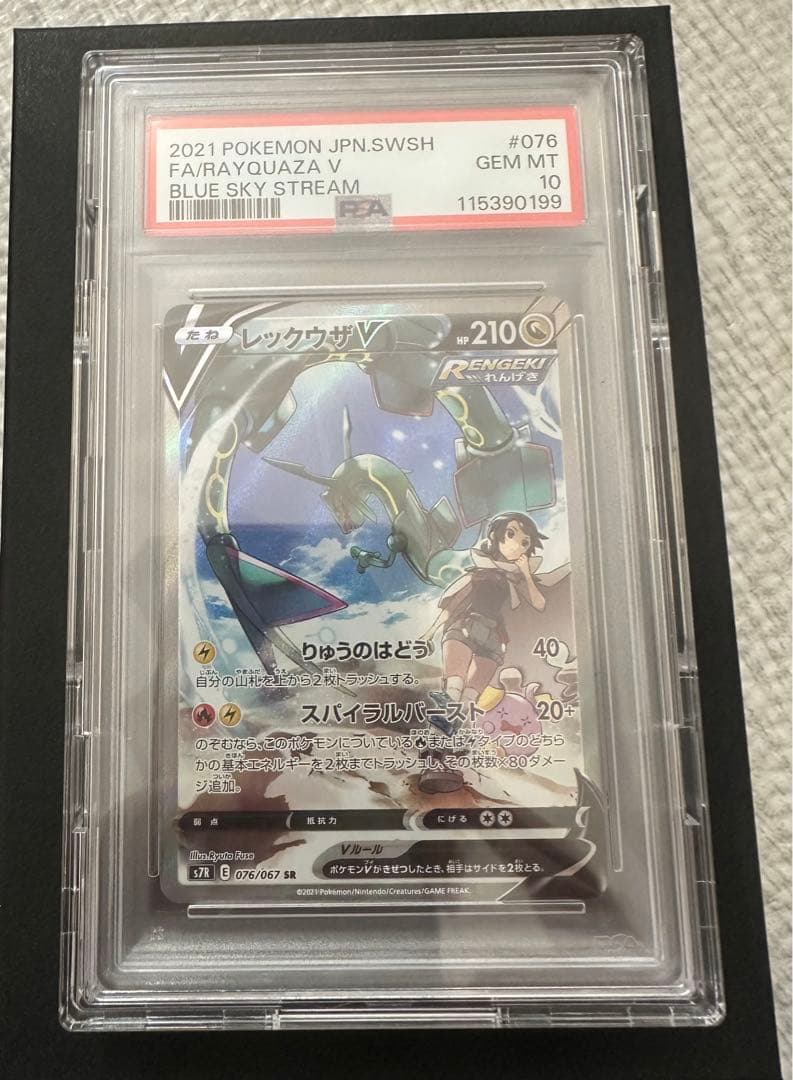 2021 POKEMON JPN.SWSH #076
FA/RAYQUAZA V GEM MT
BLUE SKY STREAM 10
PSA 115390199
たね レックウザV HP 210
RENGEKI
れんげき
りゅうのはどう 40
自分の山札を上から2枚トラッシュする。
スパイラルバースト 20+
のぞむなら、このポケモンについている🔥または⚡タイプのどちら
かの基本エネルギーを2枚までトラッシュし、その枚数×80ダメー
ジ追加。
弱点 抵抗力 にげる
Illus.Ryuta Fuse
Vルール
ポケモンVがきぜつしたとき、相手はサイドを2枚とる。
s7R E 076/067 SR
©2021 Pokémon/Nintendo/Creatures/GAME FREAK.
PSA